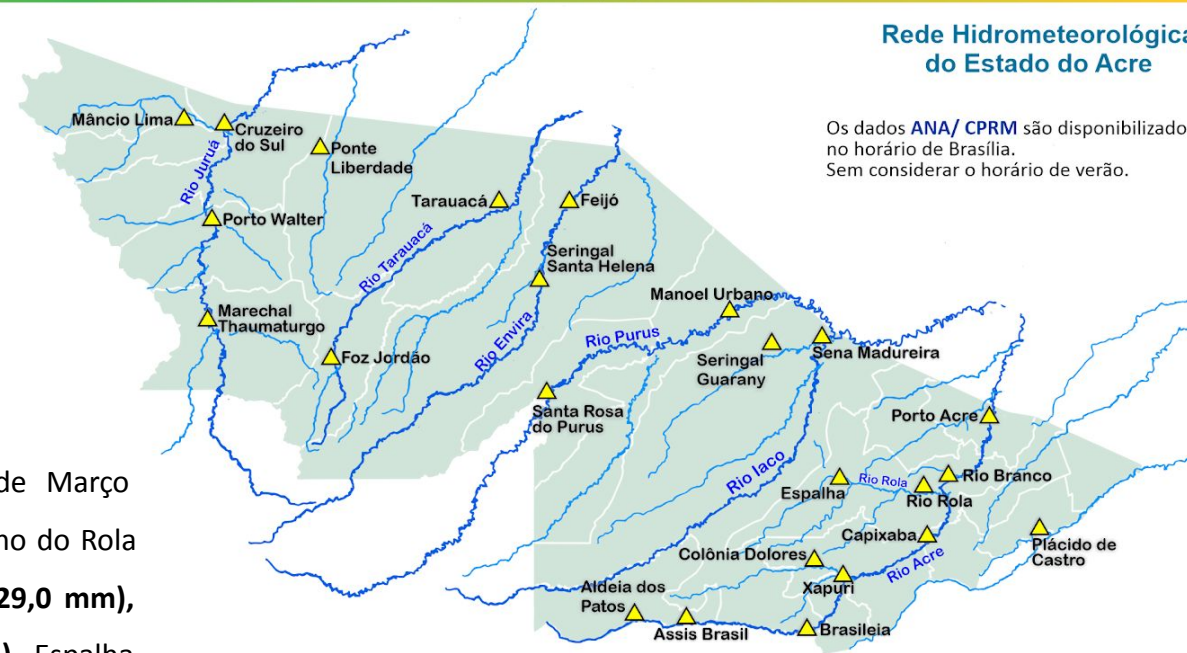 Rede Hidrometeorológica
do Estado do Acre
Os dados ANA/ CPRM são
no horário de Brasília.
Sem considerar o horário de verão.
Mâncio Lima
Cruzeiro
do Sul
Ponte
Liberdade
Rio Juruá
Porto Walter
Tarauacá
Feijó
Rio Tarauacá
Seringal
Santa Helena
Marechal
Thaumaturgo
Foz Jordão
Rio Envira
Manoel Urbano
Rio Purus
Seringal
Guarany
Sena Madureira
Santa Rosa
do Purus
Porto Acre
Rio Iaco
Espalha
Rio Rola
Rio Rola
Rio Branco
Capixaba
Plácido de
Castro
Colônia Dolores
Rio Acre
Xapuri
Aldeia dos
Patos
Assis Brasil
Brasileia
de Março
do Rola
29,0 mm),
Espalha